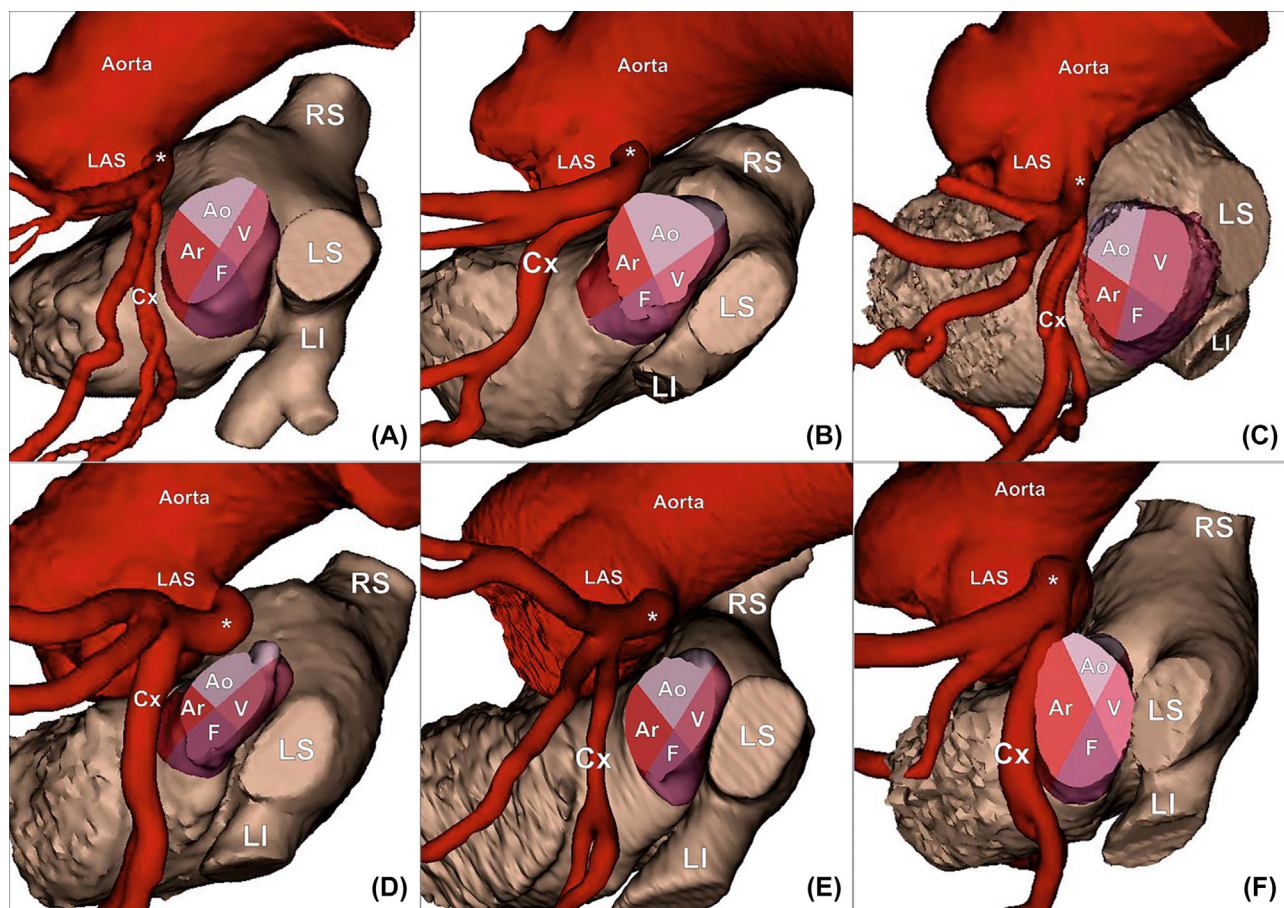 Aorta
RS
LAS
*
Ao
V
Ar
F
LS
Cx
LI
(A)
Aorta
LAS
*
RS
Ao
Cx
Ar
V
F
LS
LI
(B)
Aorta
LAS
*
LS
Ao
V
Ar
F
Cx
LI
(C)
Aorta
RS
LAS
*
Ao
Cx
Ar
V
F
LS
LI
(D)
Aorta
LAS
*
RS
Ao
Ar
V
F
LS
Cx
LI
(E)
Aorta
RS
LAS
*
Ao
Ar
V
LS
F
Cx
LI
(F)